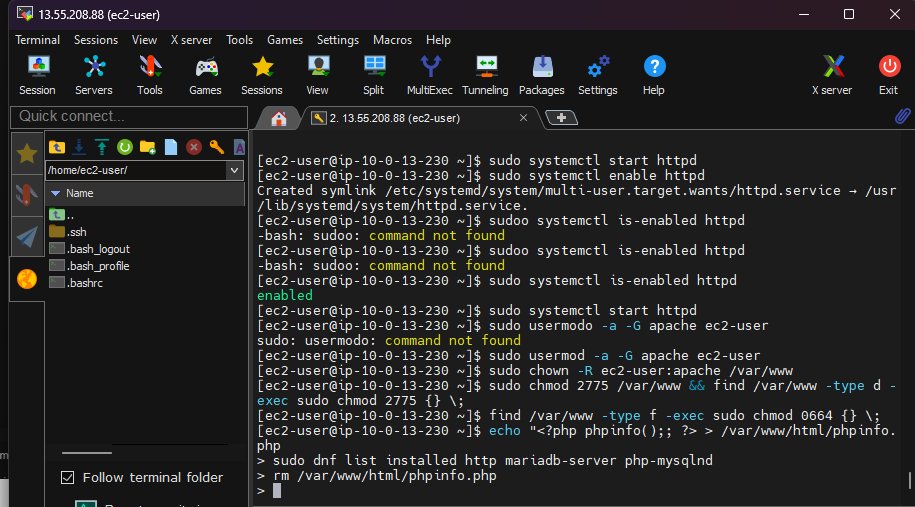 13.55.208.88 (ec2-user)
Terminal Sessions View X server Tools Games Settings Macros Help
Session Servers Tools Games Sessions View Split MultiExec Tunneling Packages Settings Help X server Exit
Quick connect...
2. 13.55.208.88 (ec2-user)
/home/ec2-user/
Name
..
.ssh
.bash_logout
.bash_profile
.bashrc
Follow terminal folder
[ec2-user@ip-10-0-13-230 ~]$ sudo systemctl start httpd
[ec2-user@ip-10-0-13-230 ~]$ sudo systemctl enable httpd
Created symlink /etc/systemd/system/multi-user.target.wants/httpd.service → /usr
/lib/systemd/system/httpd.service.
[ec2-user@ip-10-0-13-230 ~]$ sudoo systemctl is-enabled httpd
-bash: sudoo: command not found
[ec2-user@ip-10-0-13-230 ~]$ sudoo systemctl is-enabled httpd
-bash: sudoo: command not found
[ec2-user@ip-10-0-13-230 ~]$ sudo systemctl is-enabled httpd
enabled
[ec2-user@ip-10-0-13-230 ~]$ sudo systemctl start httpd
[ec2-user@ip-10-0-13-230 ~]$ sudo usermodo -a -G apache ec2-user
sudo: usermodo: command not found
[ec2-user@ip-10-0-13-230 ~]$ sudo usermod -a -G apache ec2-user
[ec2-user@ip-10-0-13-230 ~]$ sudo chown -R ec2-user:apache /var/www
[ec2-user@ip-10-0-13-230 ~]$ sudo chmod 2775 /var/www && find /var/www -type d -
exec sudo chmod 2775 {} \;
[ec2-user@ip-10-0-13-230 ~]$ find /var/www -type f -exec sudo chmod 0664 {} \;
[ec2-user@ip-10-0-13-230 ~]$ echo "<?php phpinfo();; ?> > /var/www/html/phpinfo.
php
> sudo dnf list installed http mariadb-server php-mysqlnd
> rm /var/www/html/phpinfo.php
>